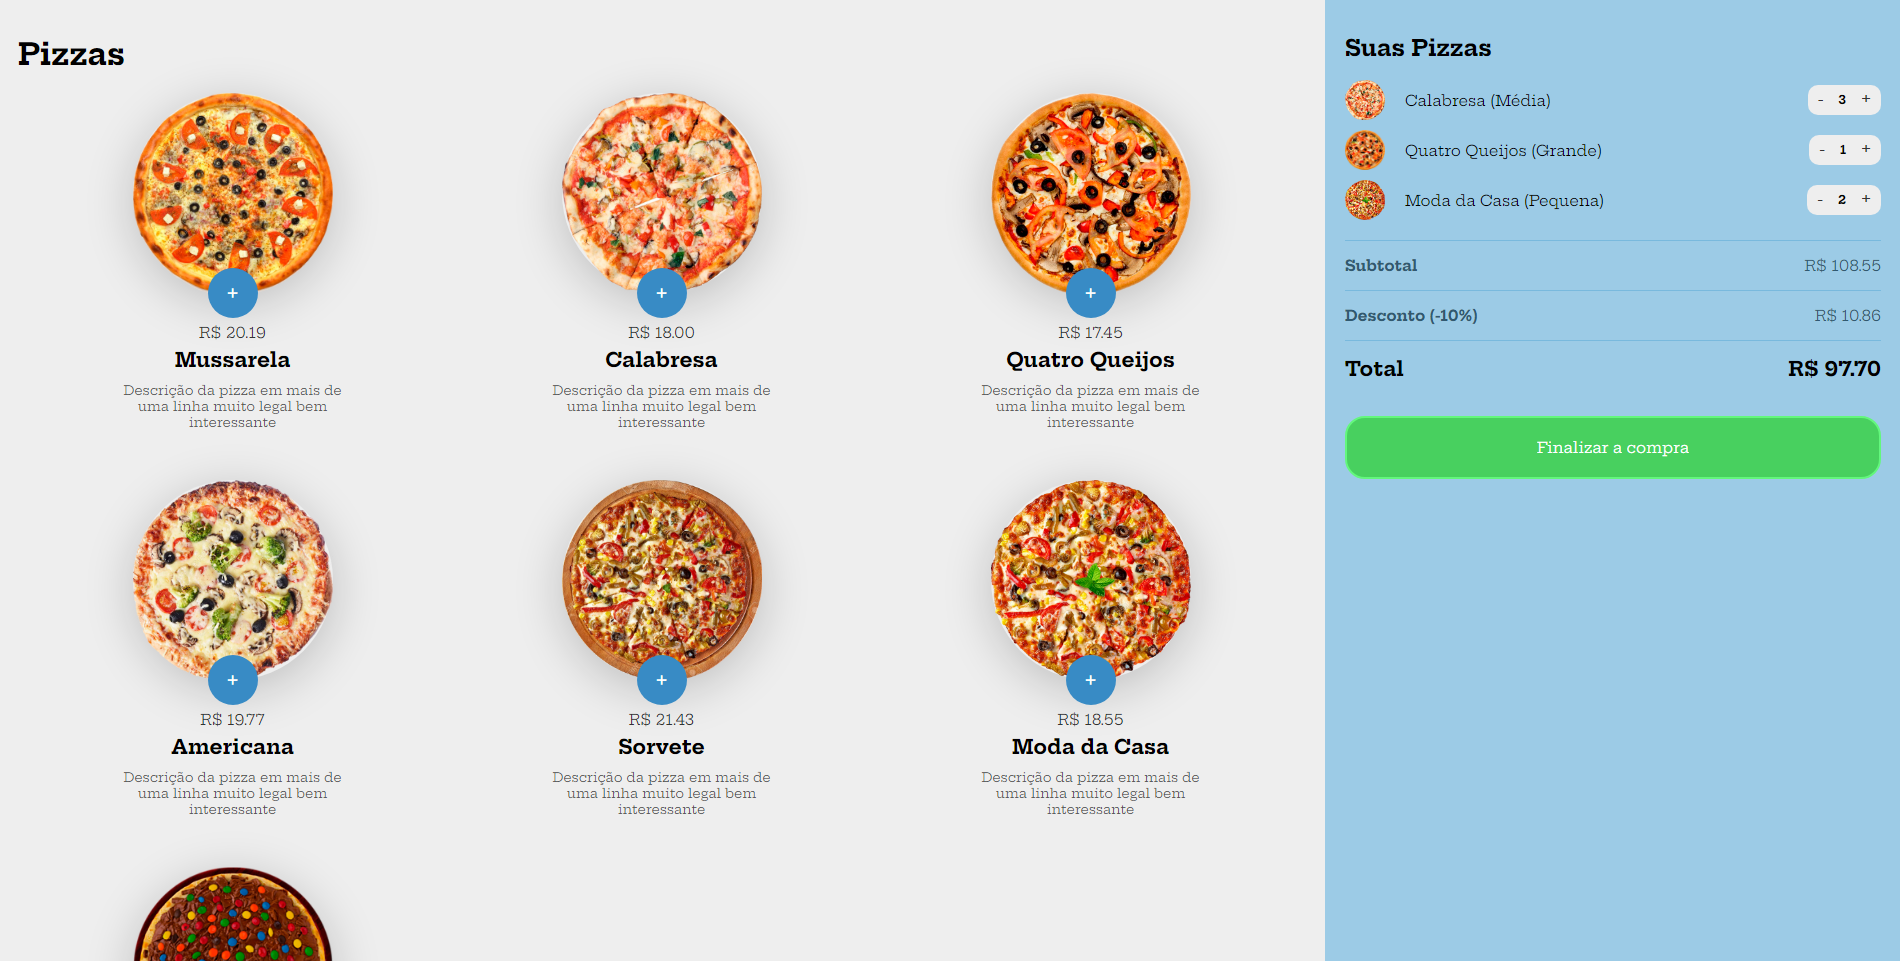 Pizzas
+
+
+
R$ 20.19
R$ 18.00
R$ 17.45
Mussarela
Calabresa
Quatro Queijos
Descrição da pizza em mais de
uma linha muito legal bem
interessante
Descrição da pizza em mais de
uma linha muito legal bem
interessante
Descrição da pizza em mais de
uma linha muito legal bem
interessante
+
+
+
R$ 19.77
R$ 21.43
R$ 18.55
Americana
Sorvete
Moda da Casa
Descrição da pizza em mais de
uma linha muito legal bem
interessante
Descrição da pizza em mais de
uma linha muito legal bem
interessante
Descrição da pizza em mais de
uma linha muito legal bem
interessante
Suas Pizzas
Calabresa (Média) - 3 +
Quatro Queijos (Grande) - 1 +
Moda da Casa (Pequena) - 2 +
Subtotal R$ 108.55
Desconto (-10%) R$ 10.86
Total R$ 97.70
Finalizar a compra